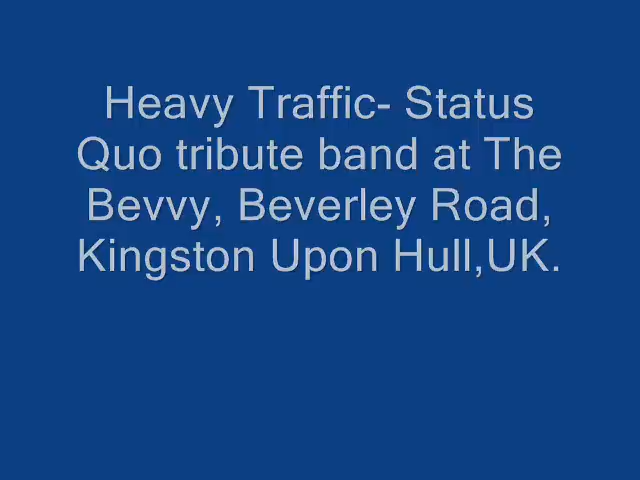 Heavy Traffic- Status
Quo tribute band at The
Bevvy, Beverley Road,
Kingston Upon Hull,UK.